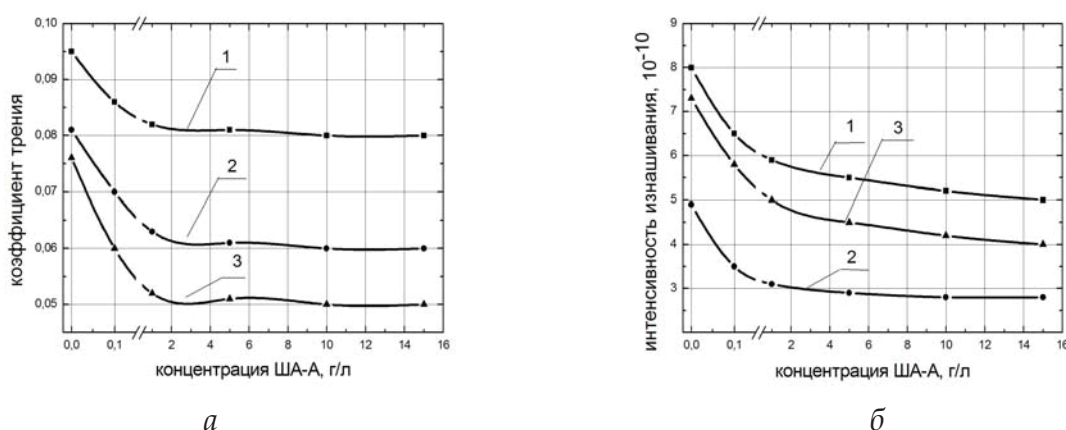 коэффициент трения
0,10
0,09
0,08
0,07
0,06
0,05
1
2
3
0,0 0,1 2 4 6 8 10 12 14 16
концентрация ША-А, г/л
а
интенсивность изнашивания, 10⁻¹⁰
9
8
7
6
5
4
3
1
3
2
0,0 0,1 2 4 6 8 10 12 14 16
концентрация ША-А, г/л
б